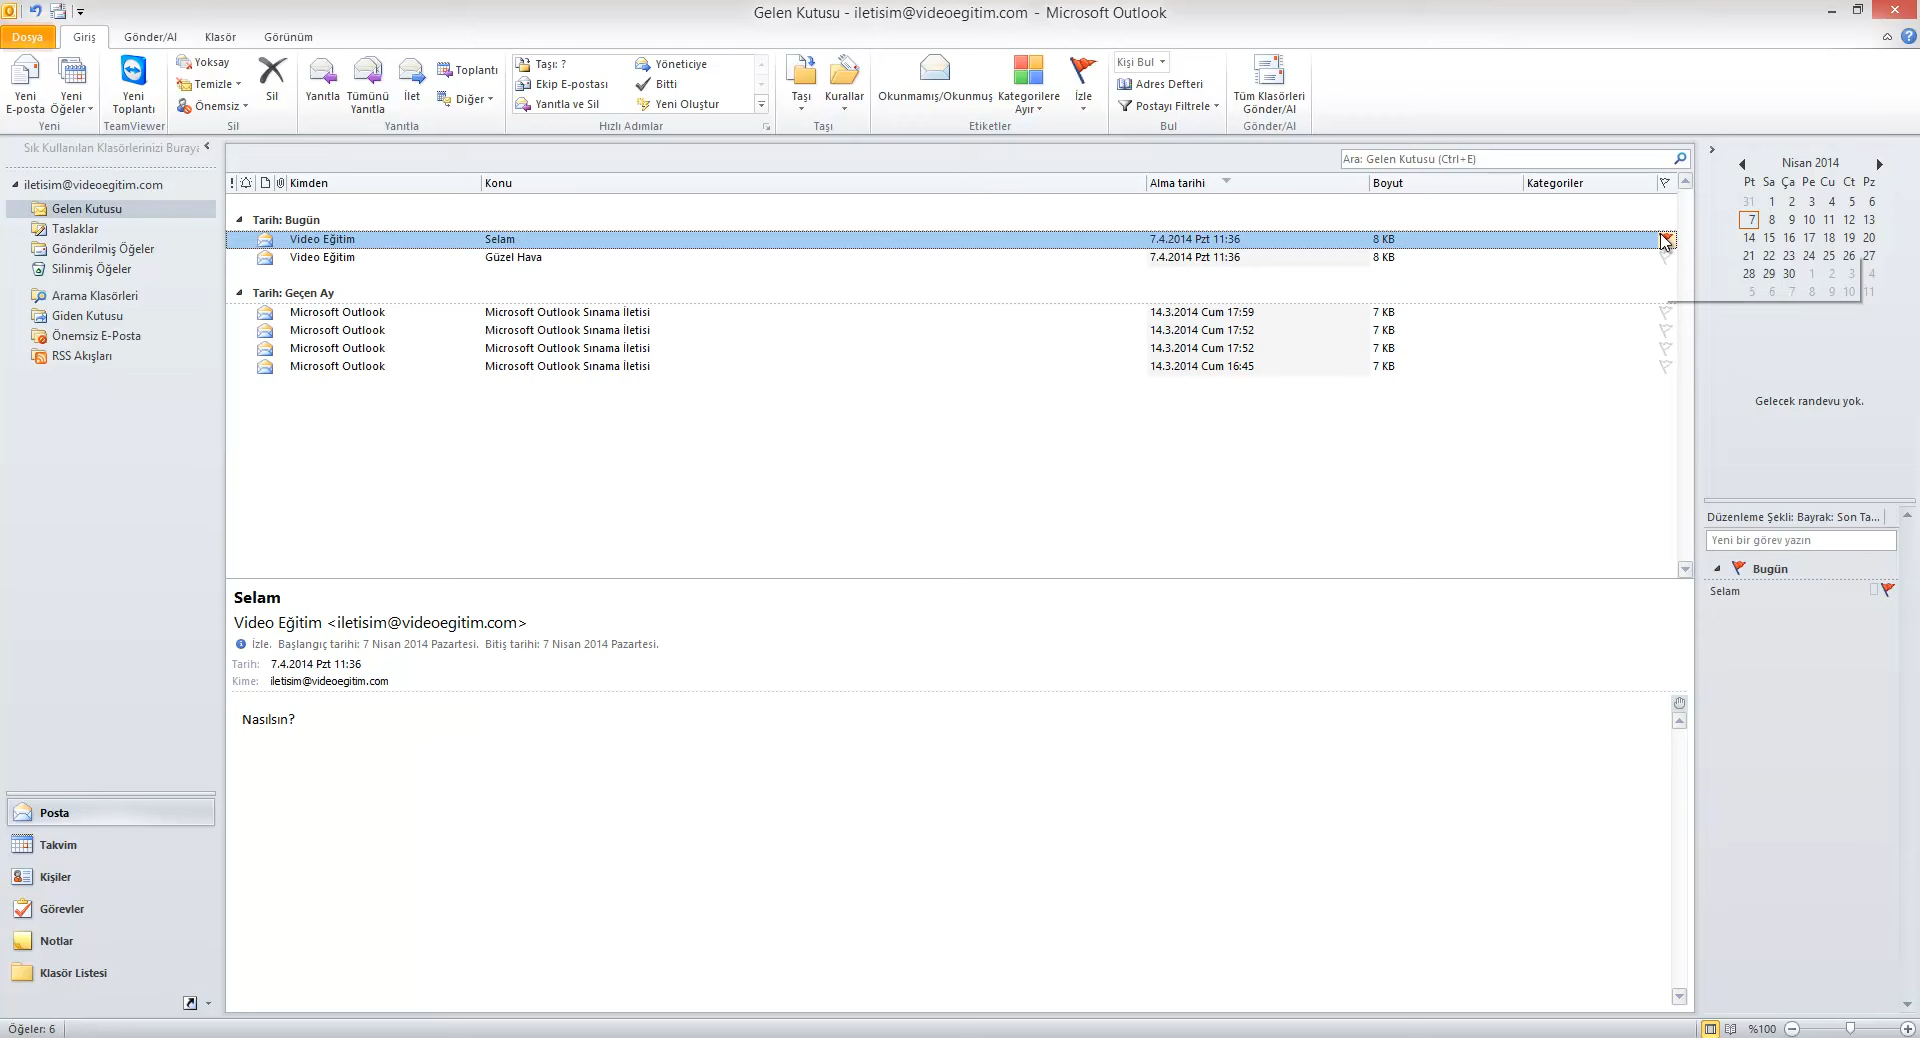 Gelen Kutusu - iletisim@videoegitim.com - Microsoft Outlook
Dosya Giriş Gönder/Al Klasör Görünüm
Yeni E-posta
Yeni Öğeler
Yeni
Yeni Toplantı
TeamViewer
Yoksay
Temizle
Önemsiz
Sil
Sil
Yanıtla
Tümünü Yanıtla
İlet
Toplantı
Diğer
Yanıtla
Taşı: ?
Ekip E-postası
Yanıtla ve Sil
Yöneticiye
Bitti
Yeni Oluştur
Hızlı Adımlar
Taşı
Kurallar
Taşı
Okunmamış/Okunmuş
Kategorilere Ayır
İzle
Etiketler
Kişi Bul
Adres Defteri
Postayı Filtrele
Bul
Tüm Klasörleri Gönder/Al
Gönder/Al
Sık Kullanılan Klasörlerinizi Buraya
iletisim@videoegitim.com
Gelen Kutusu
Taslaklar
Gönderilmiş Öğeler
Silinmiş Öğeler
Arama Klasörleri
Giden Kutusu
Önemsiz E-Posta
RSS Akışları
Posta
Takvim
Kişiler
Görevler
Notlar
Klasör Listesi
Ara: Gelen Kutusu (Ctrl+E)
Kimden Konu Alma tarihi Boyut Kategoriler
Tarih: Bugün
Video Eğitim Selam 7.4.2014 Pzt 11:36 8 KB
Video Eğitim Güzel Hava 7.4.2014 Pzt 11:36 8 KB
Tarih: Geçen Ay
Microsoft Outlook Microsoft Outlook Sınama İletisi 14.3.2014 Cum 17:59 7 KB
Microsoft Outlook Microsoft Outlook Sınama İletisi 14.3.2014 Cum 17:52 7 KB
Microsoft Outlook Microsoft Outlook Sınama İletisi 14.3.2014 Cum 17:52 7 KB
Microsoft Outlook Microsoft Outlook Sınama İletisi 14.3.2014 Cum 16:45 7 KB
Selam
Video Eğitim <iletisim@videoegitim.com>
İzle. Başlangıç tarihi: 7 Nisan 2014 Pazartesi. Bitiş tarihi: 7 Nisan 2014 Pazartesi.
Tarih: 7.4.2014 Pzt 11:36
Kime: iletisim@videoegitim.com
Nasılsın?
Nisan 2014
Pt Sa Ça Pe Cu Ct Pz
31 1 2 3 4 5 6
7 8 9 10 11 12 13
14 15 16 17 18 19 20
21 22 23 24 25 26 27
28 29 30 1 2 3 4
5 6 7 8 9 10 11
Gelecek randevu yok.
Düzenleme Şekli: Bayrak: Son Ta...
Yeni bir görev yazın
Bugün
Selam
Öğeler: 6
%100